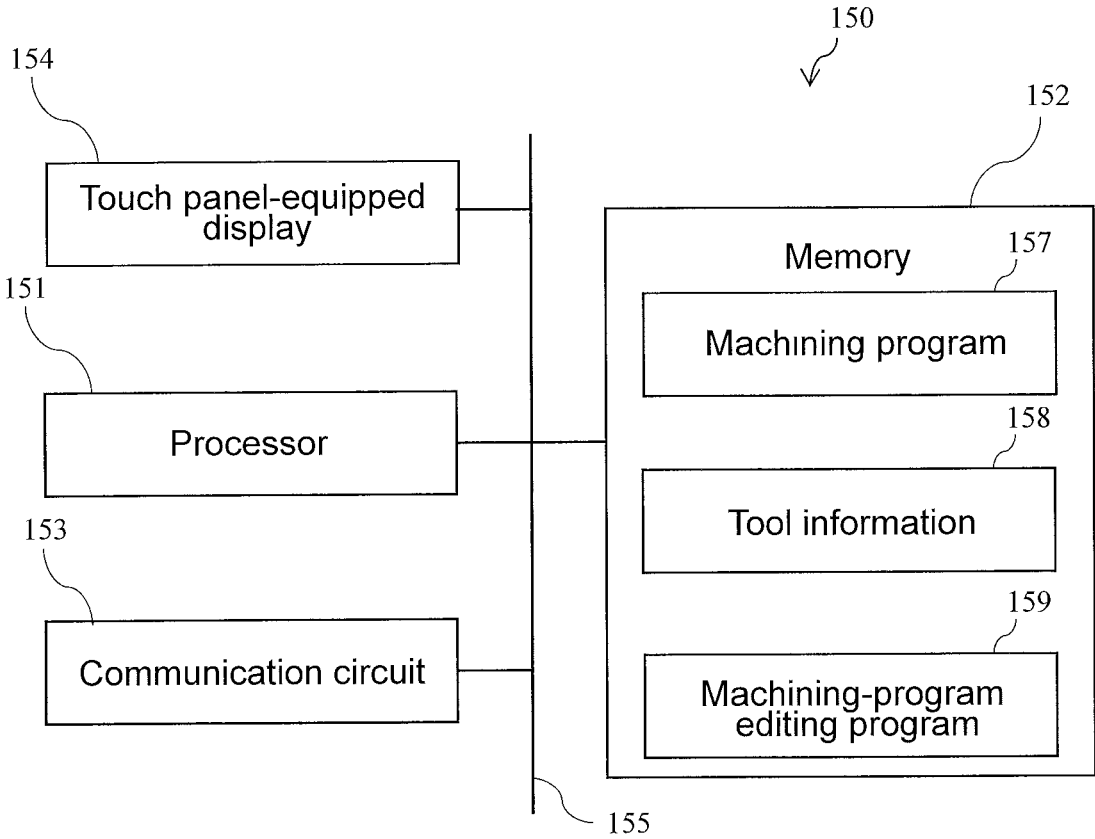 150
154
152
Touch panel-equipped
display
Memory
157
151
Machining program
Processor
158
Tool information
153
159
Communication circuit
Machining-program
editing program
155